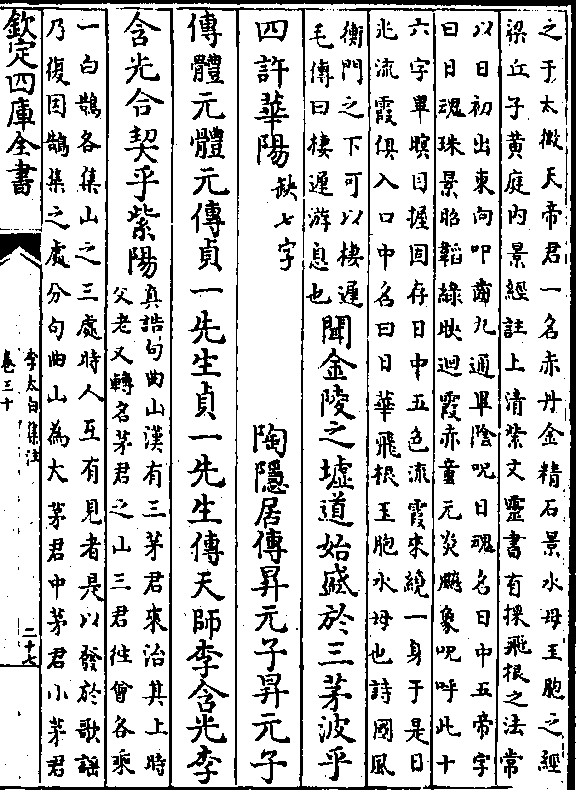 之于太微天帝君一名赤丹金精石景水母玉胞之經
梁丘子黃庭内景經註上清紫文靈書有採飛根之法常
以日初出東向叩齒九通畢陰呪日魂名日中五帝字
曰日魂珠景昭韜綠映迴霞赤童元炎飈象呪呼此十
六字畢瞑目握固存日中五色流霞來繞一身于是日
兆流霞俱入口中名曰日華飛根玉胞水母也詩國風
衡門之下可以棲遲
毛傳曰棲遲游息也
聞金陵之墟道始盛於三茅波乎
四許華陽
缺七字
陶隱居傳昇元子昇元子
傳體元體元傳貞一先生貞一先生傳天師李含光李
含光合契乎紫陽
真誥句曲山漢有三茅君來治其上時
父老又轉名茅君之山三君往曾各乘
一白鵠各集山之三處時人互有見者是以發於歌謡
乃復因鵠集之處分句曲山為大茅君中茅君小茅君
欽定四庫全書
李太白集注
卷三十
二十七